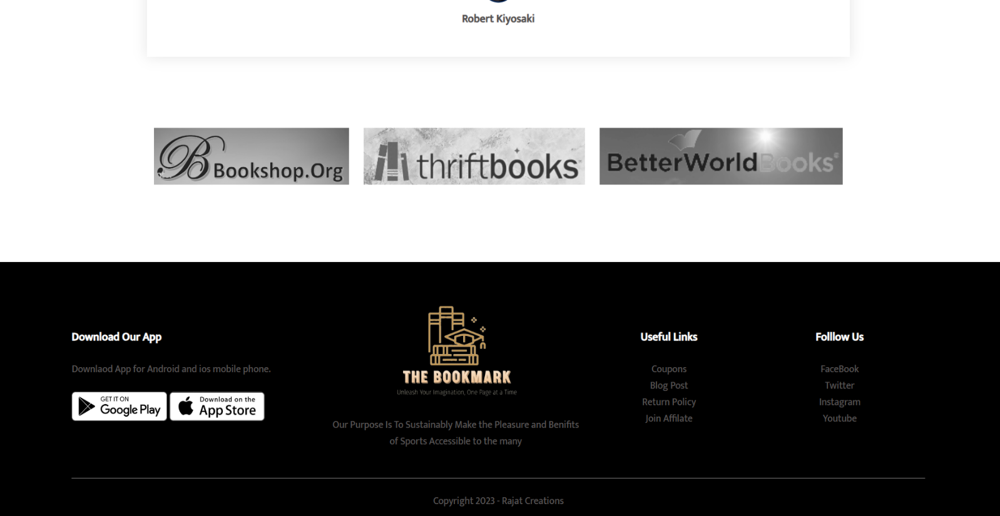 Robert Kiyosaki
B Bookshop.Org
thriftbooks
BetterWorldBooks
Download Our App
Downlaod App for Android and ios mobile phone.
GET IT ON
Google Play
Download on the
App Store
THE BOOKMARK
Unleash Your Imagination, One Page at a Time
Our Purpose Is To Sustainably Make the Pleasure and Benifits
of Sports Accessible to the many
Useful Links
Coupons
Blog Post
Return Policy
Join Affilate
Folllow Us
FaceBook
Twitter
Instagram
Youtube
Copyright 2023 - Rajat Creations